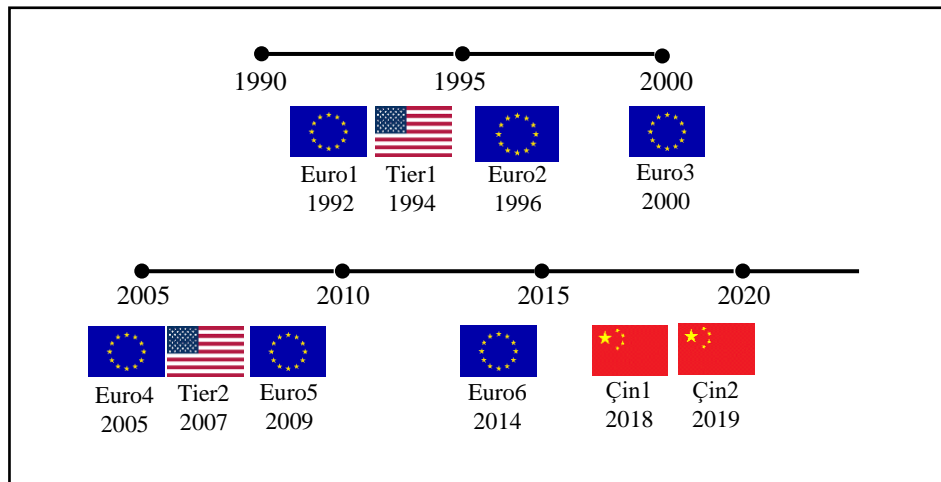 1990 1995 2000
Euro1 Tier1 Euro2 Euro3
1992 1994 1996 2000
2005 2010 2015 2020
Euro4 Tier2 Euro5 Euro6 Çin1 Çin2
2005 2007 2009 2014 2018 2019